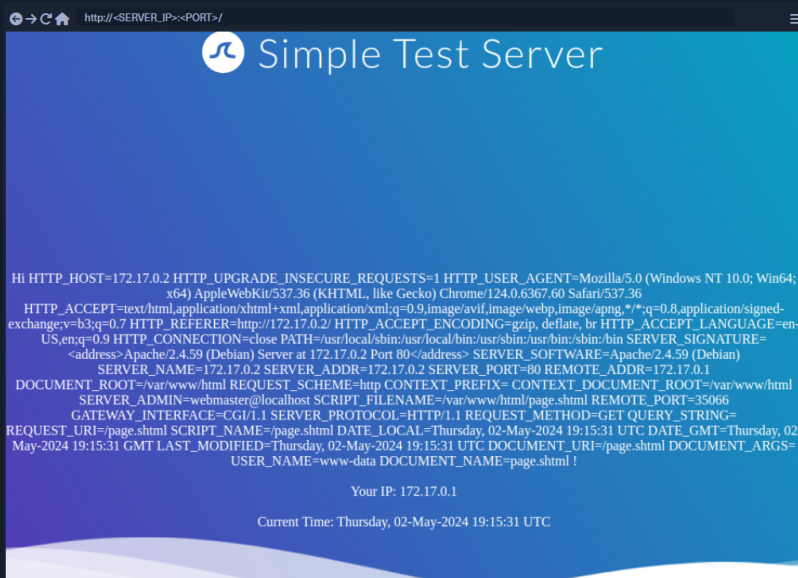 http://<SERVER_IP>:<PORT>/
Simple Test Server
Hi HTTP_HOST=172.17.0.2 HTTP_UPGRADE_INSECURE_REQUESTS=1 HTTP_USER_AGENT=Mozilla/5.0 (Windows NT 10.0; Win64;
x64) AppleWebKit/537.36 (KHTML, like Gecko) Chrome/124.0.6367.60 Safari/537.36
HTTP_ACCEPT=text/html,application/xhtml+xml,application/xml;q=0.9,image/avif,image/webp,image/apng,*/*;q=0.8,application/signed-
exchange;v=b3;q=0.7 HTTP_REFERER=http://172.17.0.2/ HTTP_ACCEPT_ENCODING=gzip, deflate, br HTTP_ACCEPT_LANGUAGE=en-
US,en;q=0.9 HTTP_CONNECTION=close PATH=/usr/local/sbin:/usr/local/bin:/usr/sbin:/usr/bin:/sbin:/bin SERVER_SIGNATURE=
<address>Apache/2.4.59 (Debian) Server at 172.17.0.2 Port 80</address> SERVER_SOFTWARE=Apache/2.4.59 (Debian)
SERVER_NAME=172.17.0.2 SERVER_ADDR=172.17.0.2 SERVER_PORT=80 REMOTE_ADDR=172.17.0.1
DOCUMENT_ROOT=/var/www/html REQUEST_SCHEME=http CONTEXT_PREFIX= CONTEXT_DOCUMENT_ROOT=/var/www/html
SERVER_ADMIN=webmaster@localhost SCRIPT_FILENAME=/var/www/html/page.shtml REMOTE_PORT=35066
GATEWAY_INTERFACE=CGI/1.1 SERVER_PROTOCOL=HTTP/1.1 REQUEST_METHOD=GET QUERY_STRING=
REQUEST_URI=/page.shtml SCRIPT_NAME=/page.shtml DATE_LOCAL=Thursday, 02-May-2024 19:15:31 UTC DATE_GMT=Thursday, 02-
May-2024 19:15:31 GMT LAST_MODIFIED=Thursday, 02-May-2024 19:15:31 UTC DOCUMENT_URI=/page.shtml DOCUMENT_ARGS=
USER_NAME=www-data DOCUMENT_NAME=page.shtml !
Your IP: 172.17.0.1
Current Time: Thursday, 02-May-2024 19:15:31 UTC